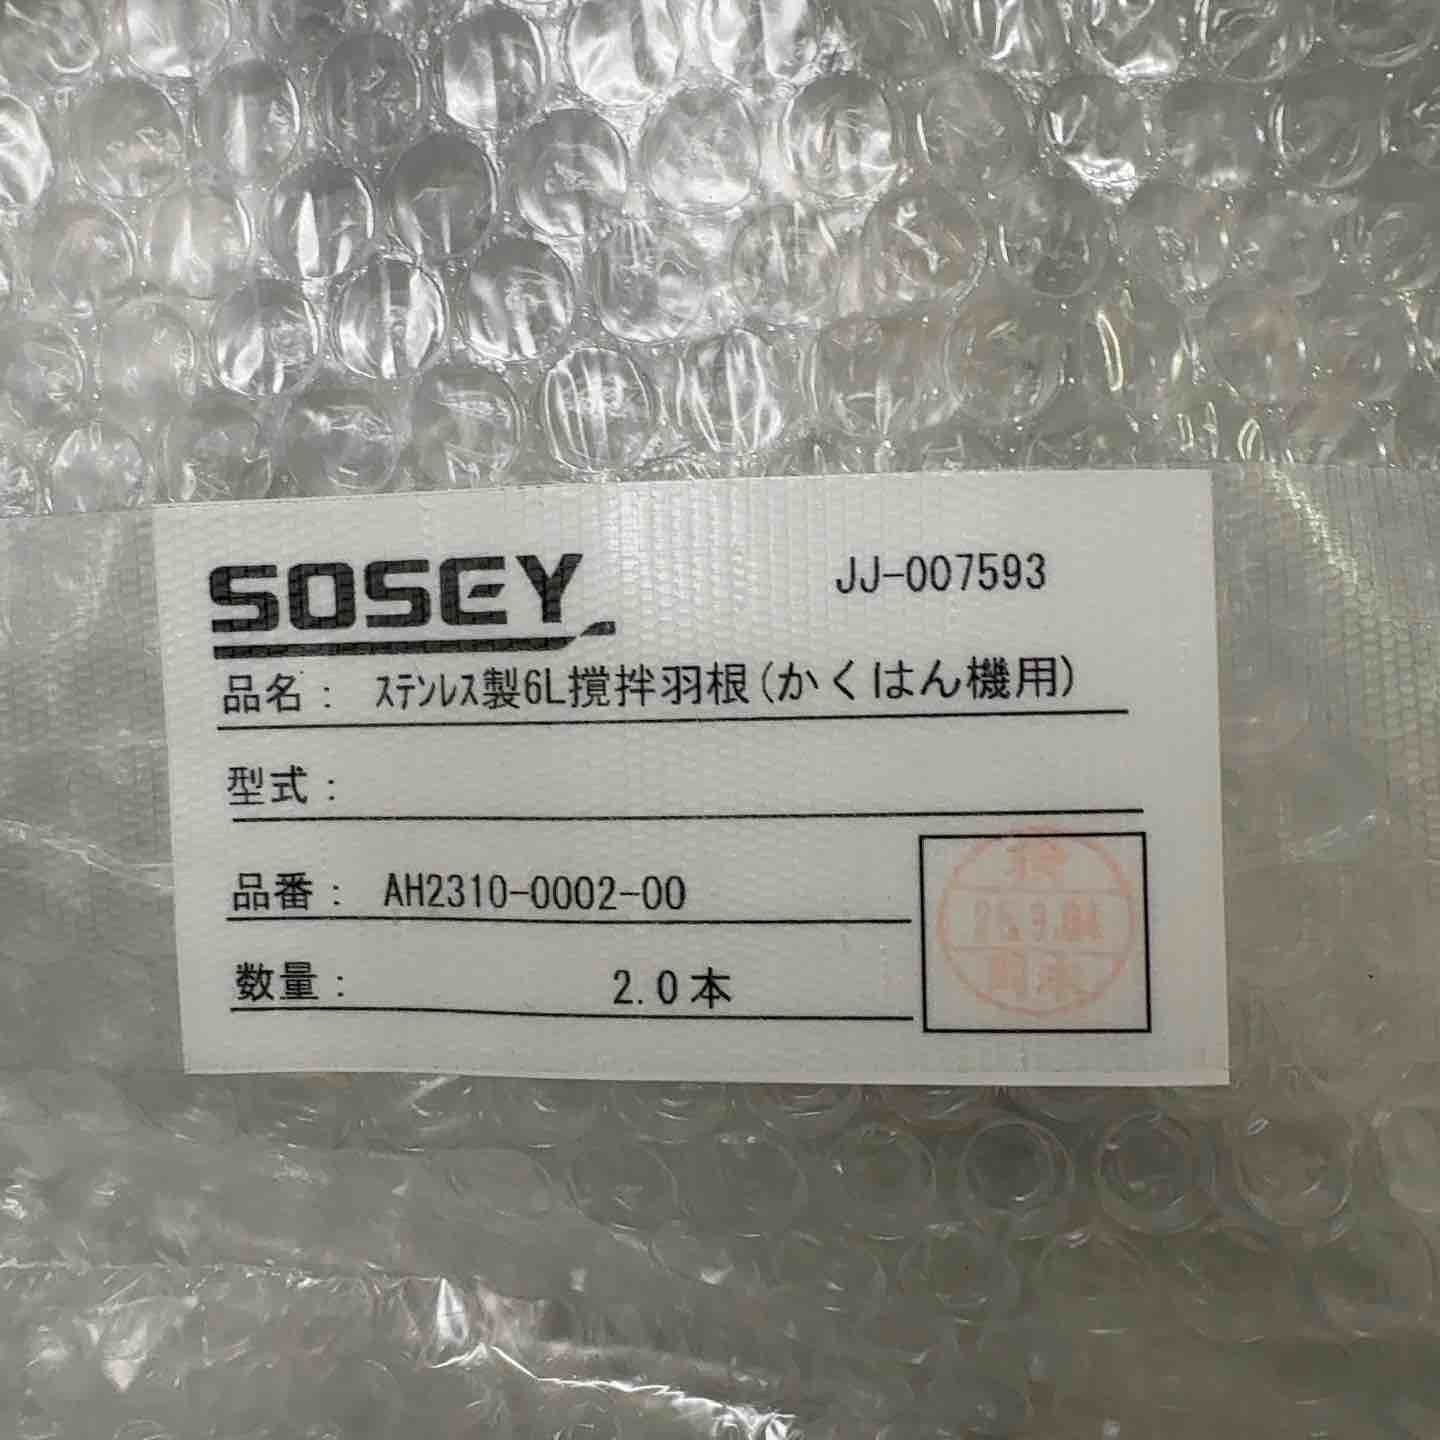 SOSEY
JJ-007593
品名： ｽﾃﾝﾚｽ製6L撹拌羽根(かくはん機用)
型式：
品番： AH2310-0002-00
数量： 2.0本